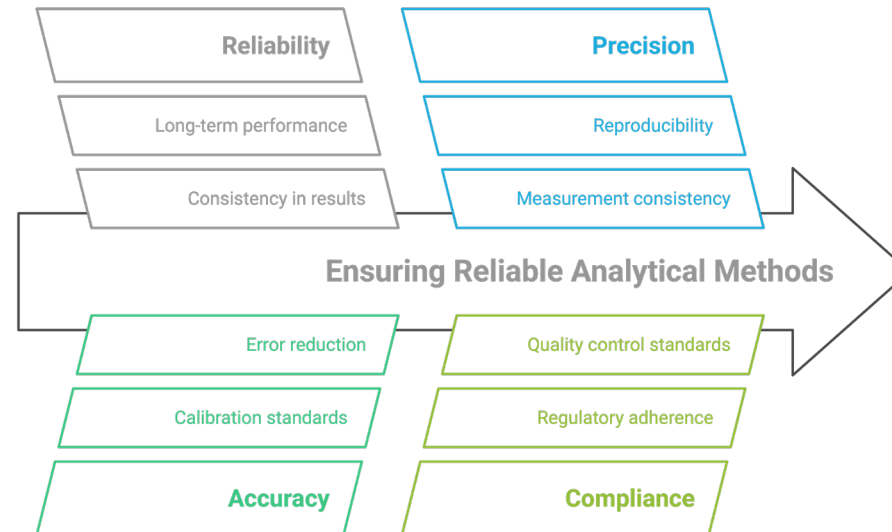 Reliability
Long-term performance
Consistency in results
Precision
Reproducibility
Measurement consistency
Ensuring Reliable Analytical Methods
Error reduction
Calibration standards
Accuracy
Quality control standards
Regulatory adherence
Compliance